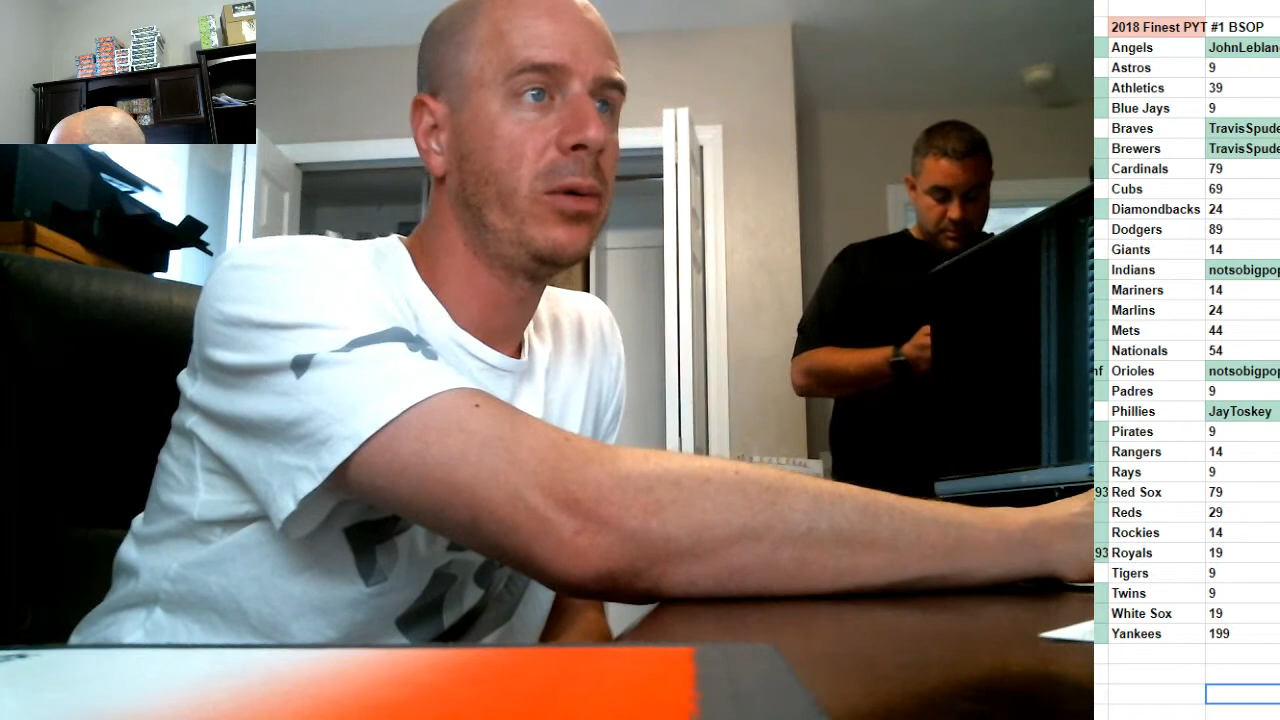 2018 Finest PYT #1 BSOP
Angels JohnLeblan
Astros 9
Athletics 39
Blue Jays 9
Braves TravisSpude
Brewers TravisSpude
Cardinals 79
Cubs 69
Diamondbacks 24
Dodgers 89
Giants 14
Indians notsobigpop
Mariners 14
Marlins 24
Mets 44
Nationals 54
nf Orioles notsobigpop
Padres 9
Phillies JayToskey
Pirates 9
Rangers 14
Rays 9
93 Red Sox 79
Reds 29
Rockies 14
93 Royals 19
Tigers 9
Twins 9
White Sox 19
Yankees 199